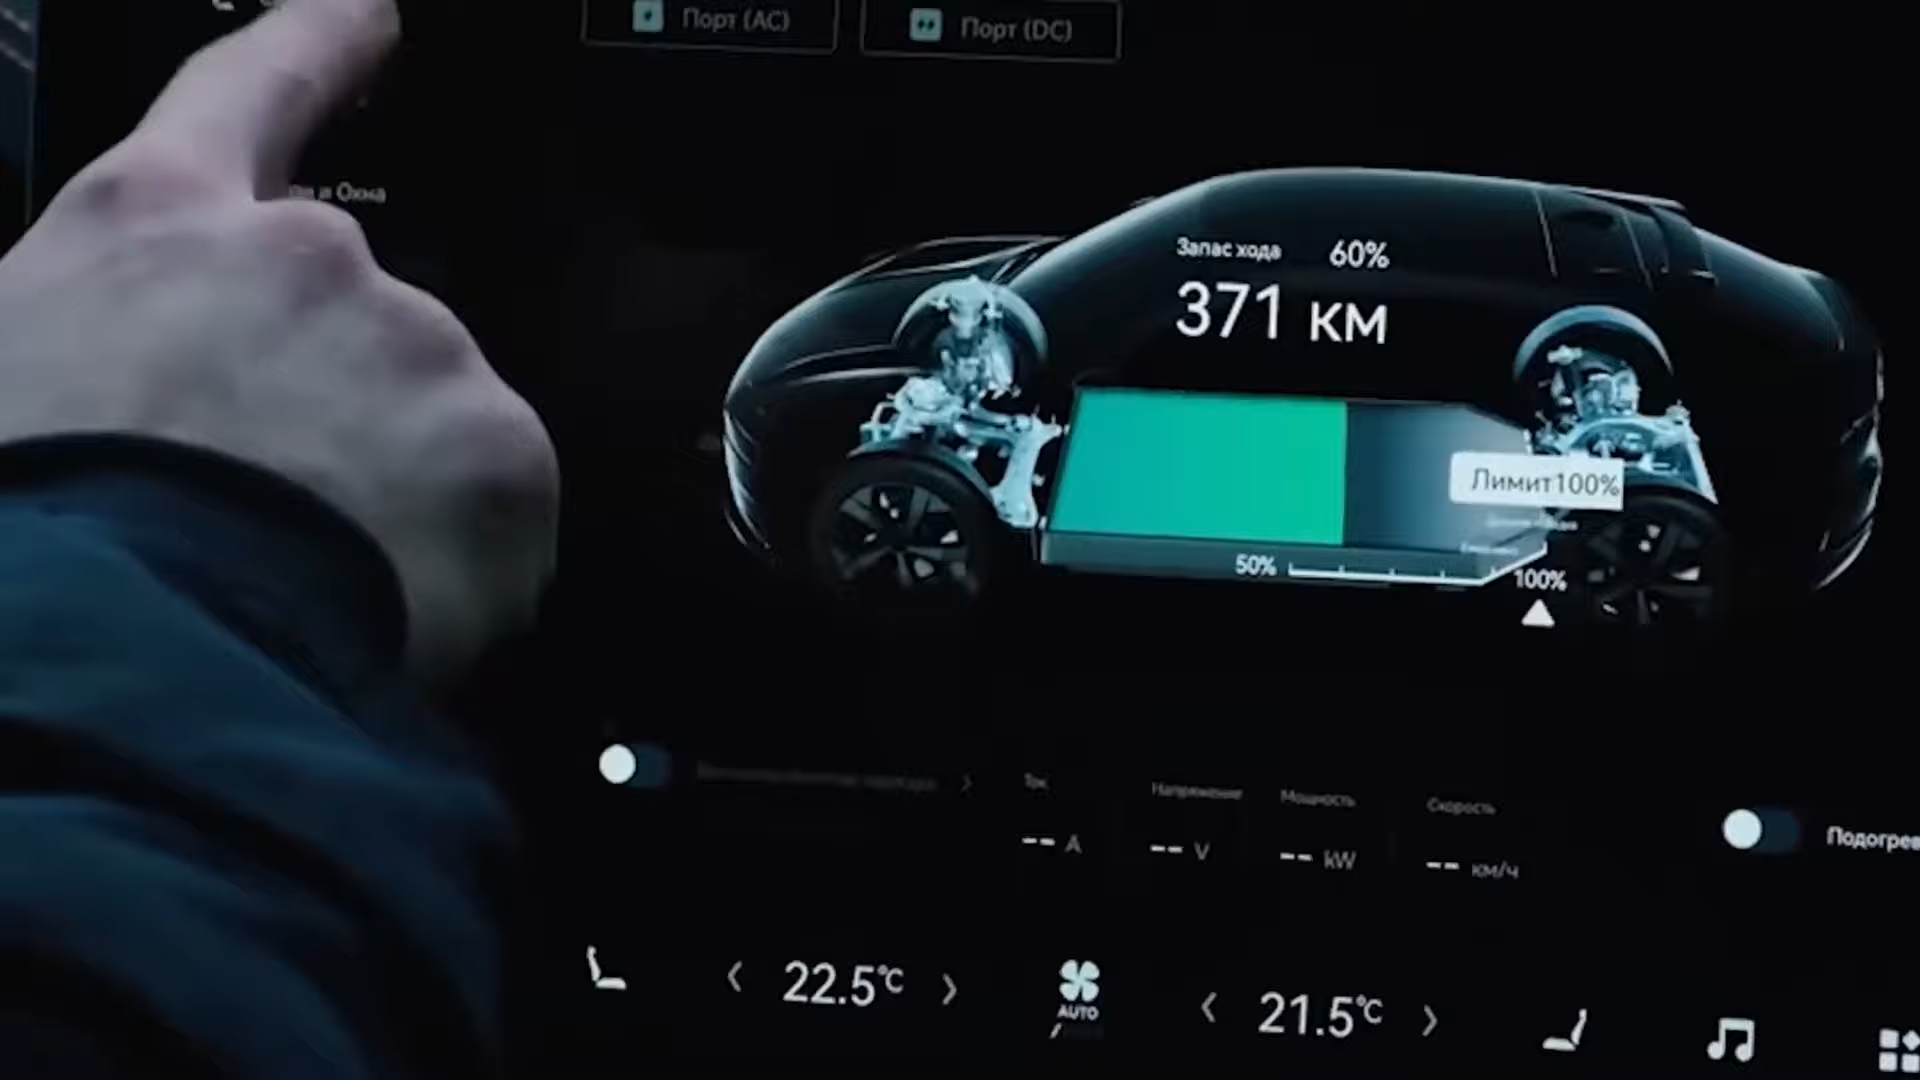 Порт (AC)
Порт (DC)
и Окна
Запас хода 60%
371 км
Лимит100%
50%
100%
Ток
Напряжение
Мощность
Скорость
-- A
-- V
-- kW
-- км/ч
Подогрев
22.5°C
AUTO
21.5°C